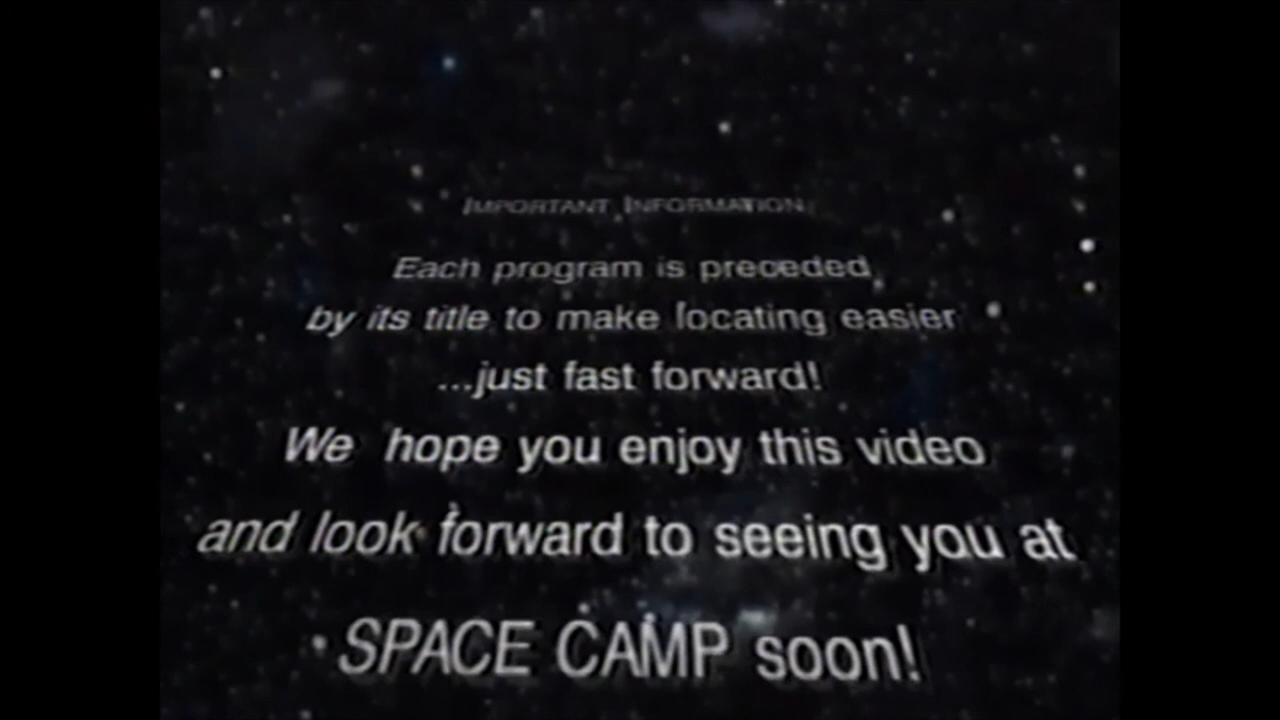 IMPORTANT INFORMATION
Each program is preceded
by its title to make locating easier
...just fast forward!
We hope you enjoy this video
and look forward to seeing you at
SPACE CAMP soon!